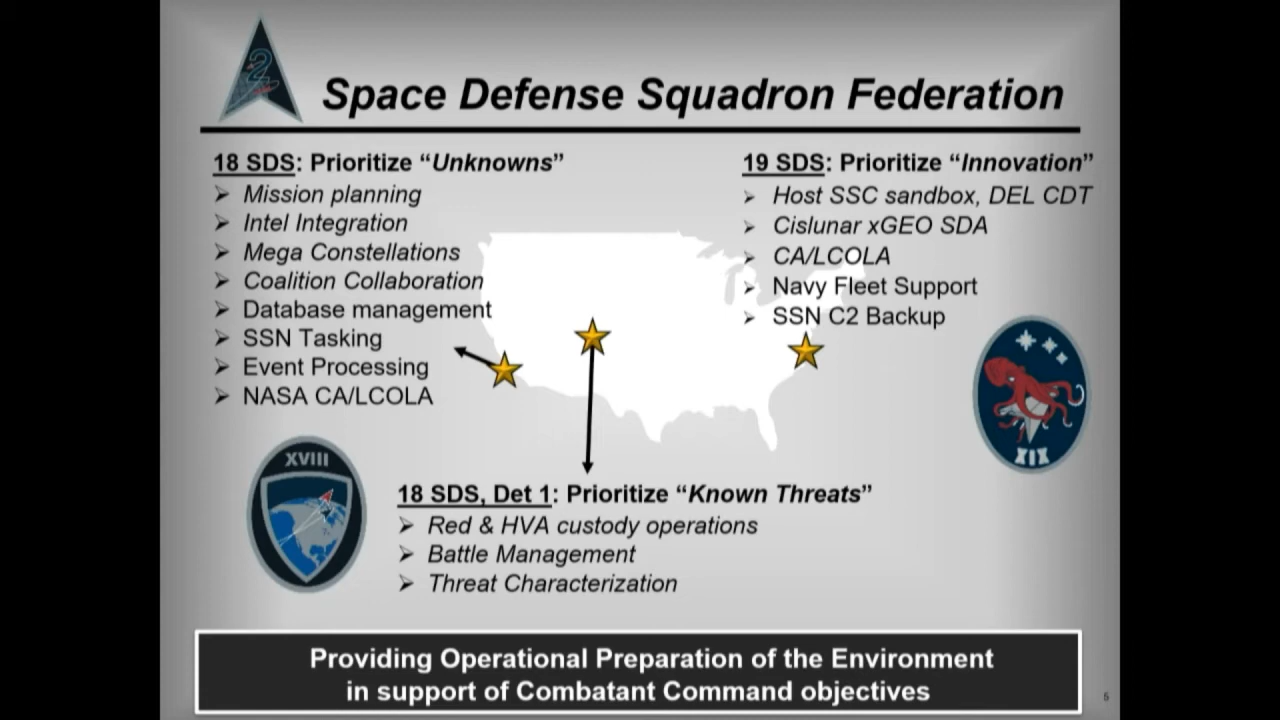 Space Defense Squadron Federation
18 SDS: Prioritize “Unknowns”
➢ Mission planning
➢ Intel Integration
➢ Mega Constellations
➢ Coalition Collaboration
➢ Database management
➢ SSN Tasking
➢ Event Processing
➢ NASA CA/LCOLA
19 SDS: Prioritize “Innovation”
➢ Host SSC sandbox, DEL CDT
➢ Cislunar xGEO SDA
➢ CA/LCOLA
➢ Navy Fleet Support
➢ SSN C2 Backup
XVIII
XIX
18 SDS, Det 1: Prioritize “Known Threats”
➢ Red & HVA custody operations
➢ Battle Management
➢ Threat Characterization
Providing Operational Preparation of the Environment
in support of Combatant Command objectives
5